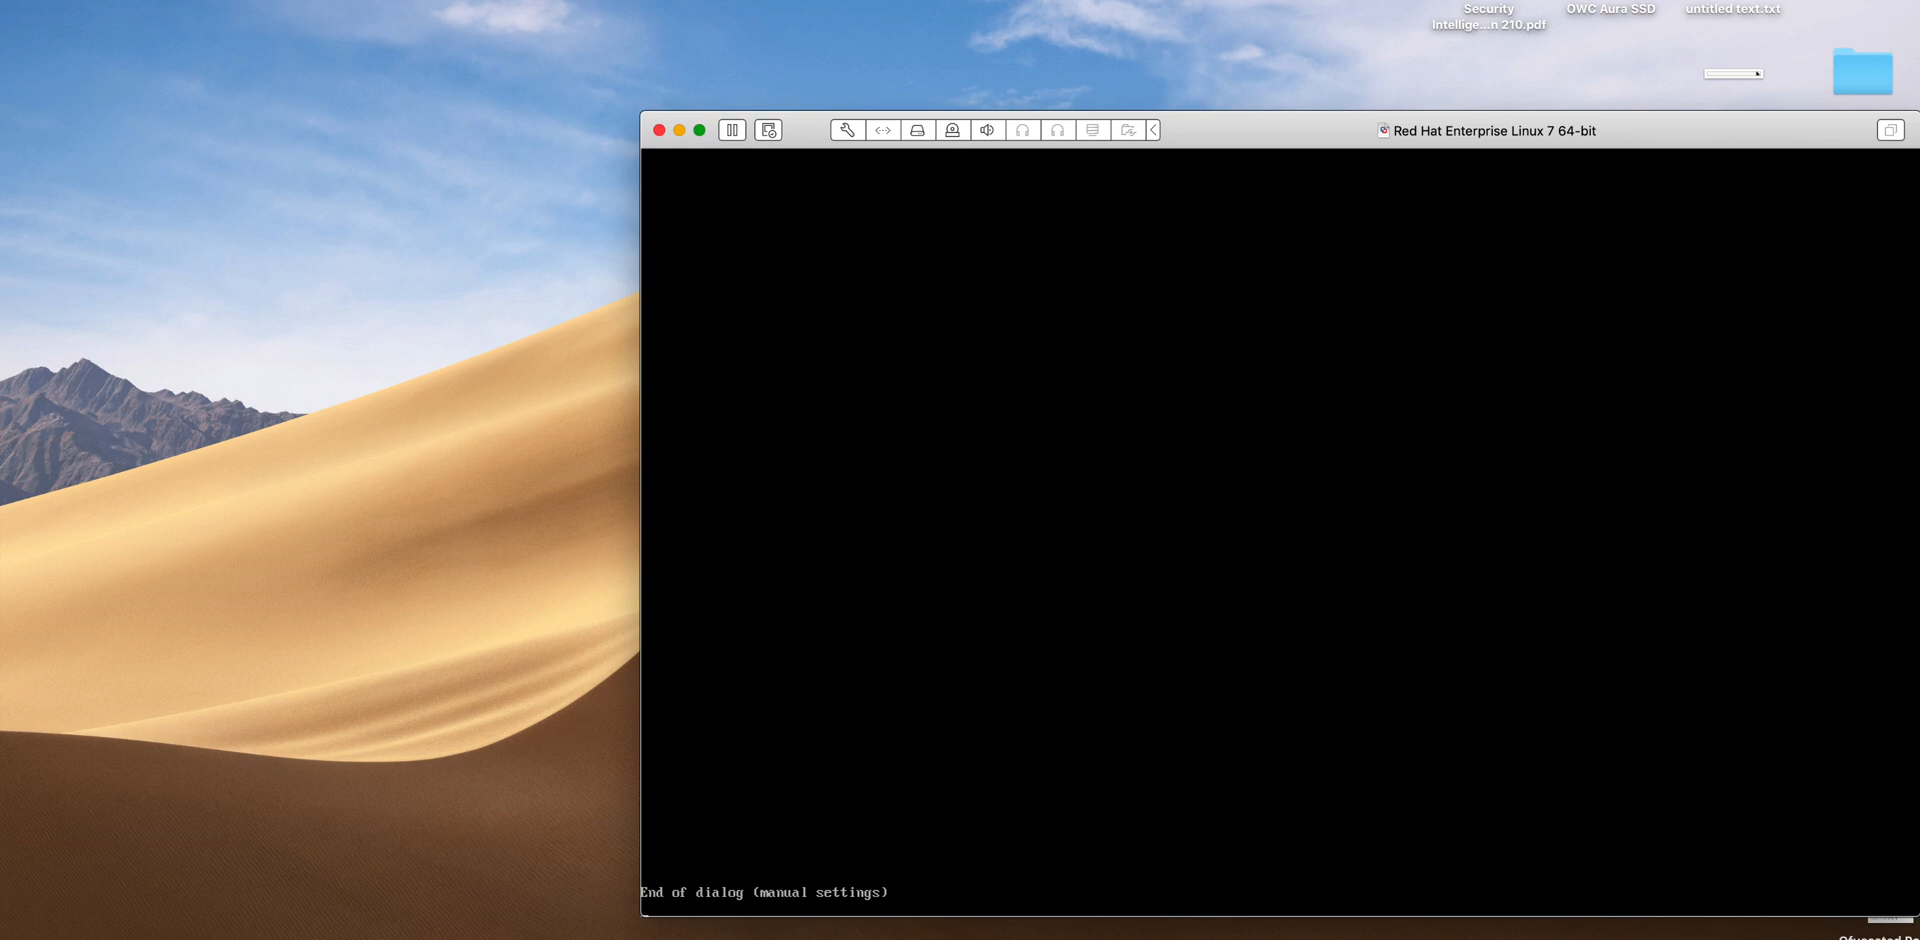 Security
Intellige...n 210.pdf
OWC Aura SSD
untitled text.txt
Red Hat Enterprise Linux 7 64-bit
End of dialog (manual settings)